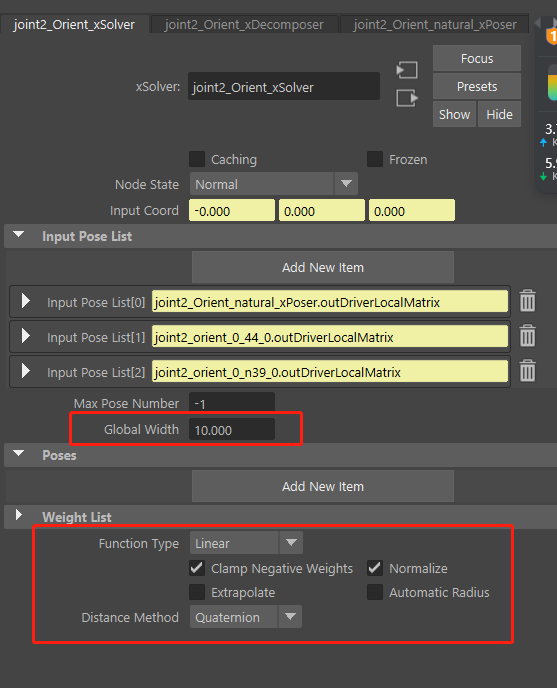 joint2_Orient_xSolver joint2_Orient_xDecomposer joint2_Orient_natural_xPoser
Focus
xSolver: joint2_Orient_xSolver
Presets
Show Hide
Caching Frozen
Node State Normal
Input Coord -0.000 0.000 0.000
Input Pose List
Add New Item
Input Pose List[0] joint2_Orient_natural_xPoser.outDriverLocalMatrix
Input Pose List[1] joint2_orient_0_44_0.outDriverLocalMatrix
Input Pose List[2] joint2_orient_0_n39_0.outDriverLocalMatrix
Max Pose Number -1
Global Width 10.000
Poses
Add New Item
Weight List
Function Type Linear
Clamp Negative Weights Normalize
Extrapolate Automatic Radius
Distance Method Quaternion